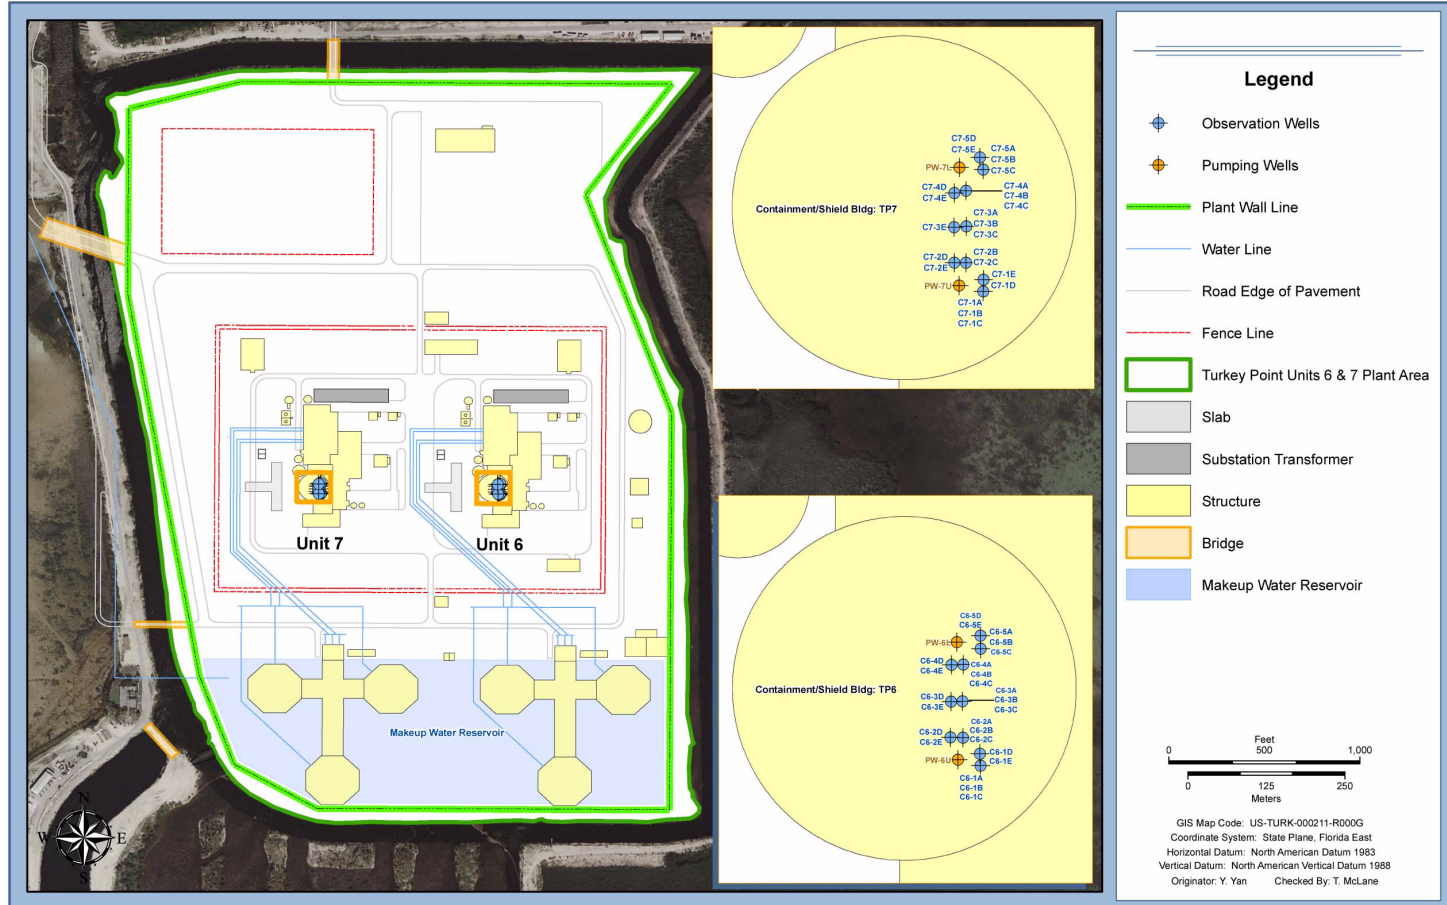 Unit 7
Unit 6
Makeup Water Reservoir
N
W
E
S
C7-5D
C7-5E
C7-5A
C7-5B
C7-5C
PW-7L
C7-4D
C7-4E
C7-4A
C7-4B
C7-4C
Containment/Shield Bldg: TP7
C7-3A
C7-3B
C7-3C
C7-3E
C7-2D
C7-2E
C7-2B
C7-2C
C7-1E
C7-1D
PW-7U
C7-1A
C7-1B
C7-1C
C6-5D
C6-5E
C6-5A
C6-5B
C6-5C
PW-6L
C6-4D
C6-4E
C6-4A
C6-4B
C6-4C
Containment/Shield Bldg: TP6
C6-3D
C6-3E
C6-3A
C6-3B
C6-3C
C6-2D
C6-2E
C6-2A
C6-2B
C6-2C
C6-1D
C6-1E
PW-6U
C6-1A
C6-1B
C6-1C
Legend
Observation Wells
Pumping Wells
Plant Wall Line
Water Line
Road Edge of Pavement
Fence Line
Turkey Point Units 6 & 7 Plant Area
Slab
Substation Transformer
Structure
Bridge
Makeup Water Reservoir
Feet
0 500 1,000
0 125 250
Meters
GIS Map Code: US-TURK-000211-R000G
Coordinate System: State Plane, Florida East
Horizontal Datum: North American Datum 1983
Vertical Datum: North American Vertical Datum 1988
Originator: Y. Yan Checked By: T. McLane